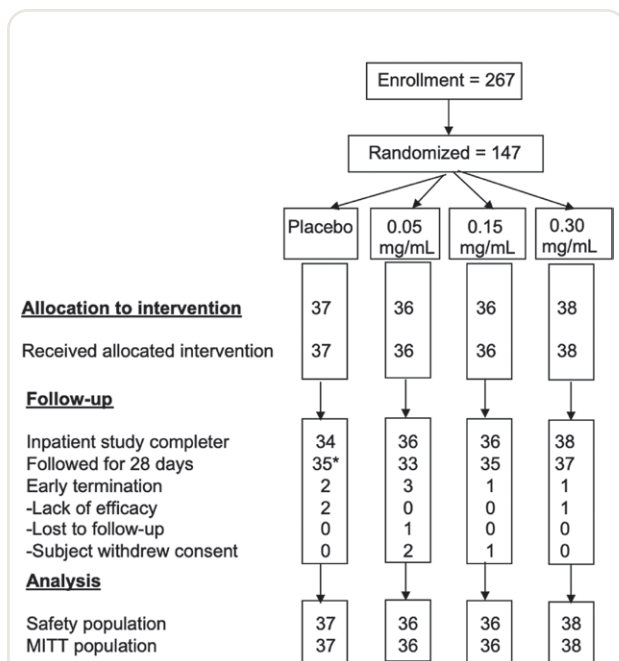 Enrollment = 267
Randomized = 147
Placebo 0.05 mg/mL 0.15 mg/mL 0.30 mg/mL
Allocation to intervention 37 36 36 38
Received allocated intervention 37 36 36 38
Follow-up
Inpatient study completer 34 36 36 38
Followed for 28 days 35* 33 35 37
Early termination 2 3 1 1
-Lack of efficacy 2 0 0 1
-Lost to follow-up 0 1 0 0
-Subject withdrew consent 0 2 1 0
Analysis
Safety population 37 36 36 38
MITT population 37 36 36 38